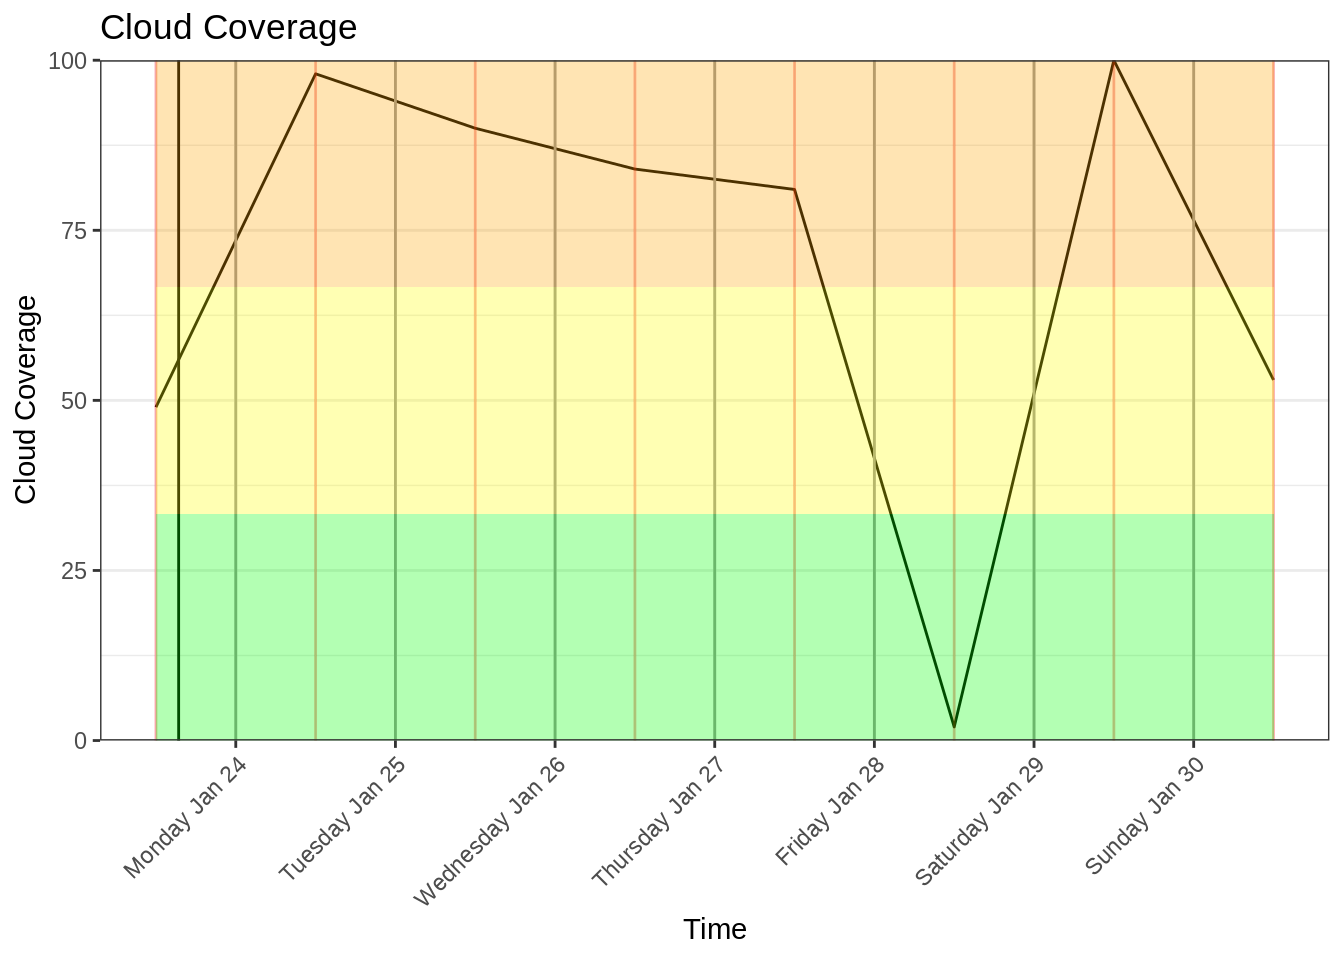 Cloud Coverage
100
75
50
25
0
Cloud Coverage
Monday Jan 24
Tuesday Jan 25
Wednesday Jan 26
Thursday Jan 27
Friday Jan 28
Saturday Jan 29
Sunday Jan 30
Time